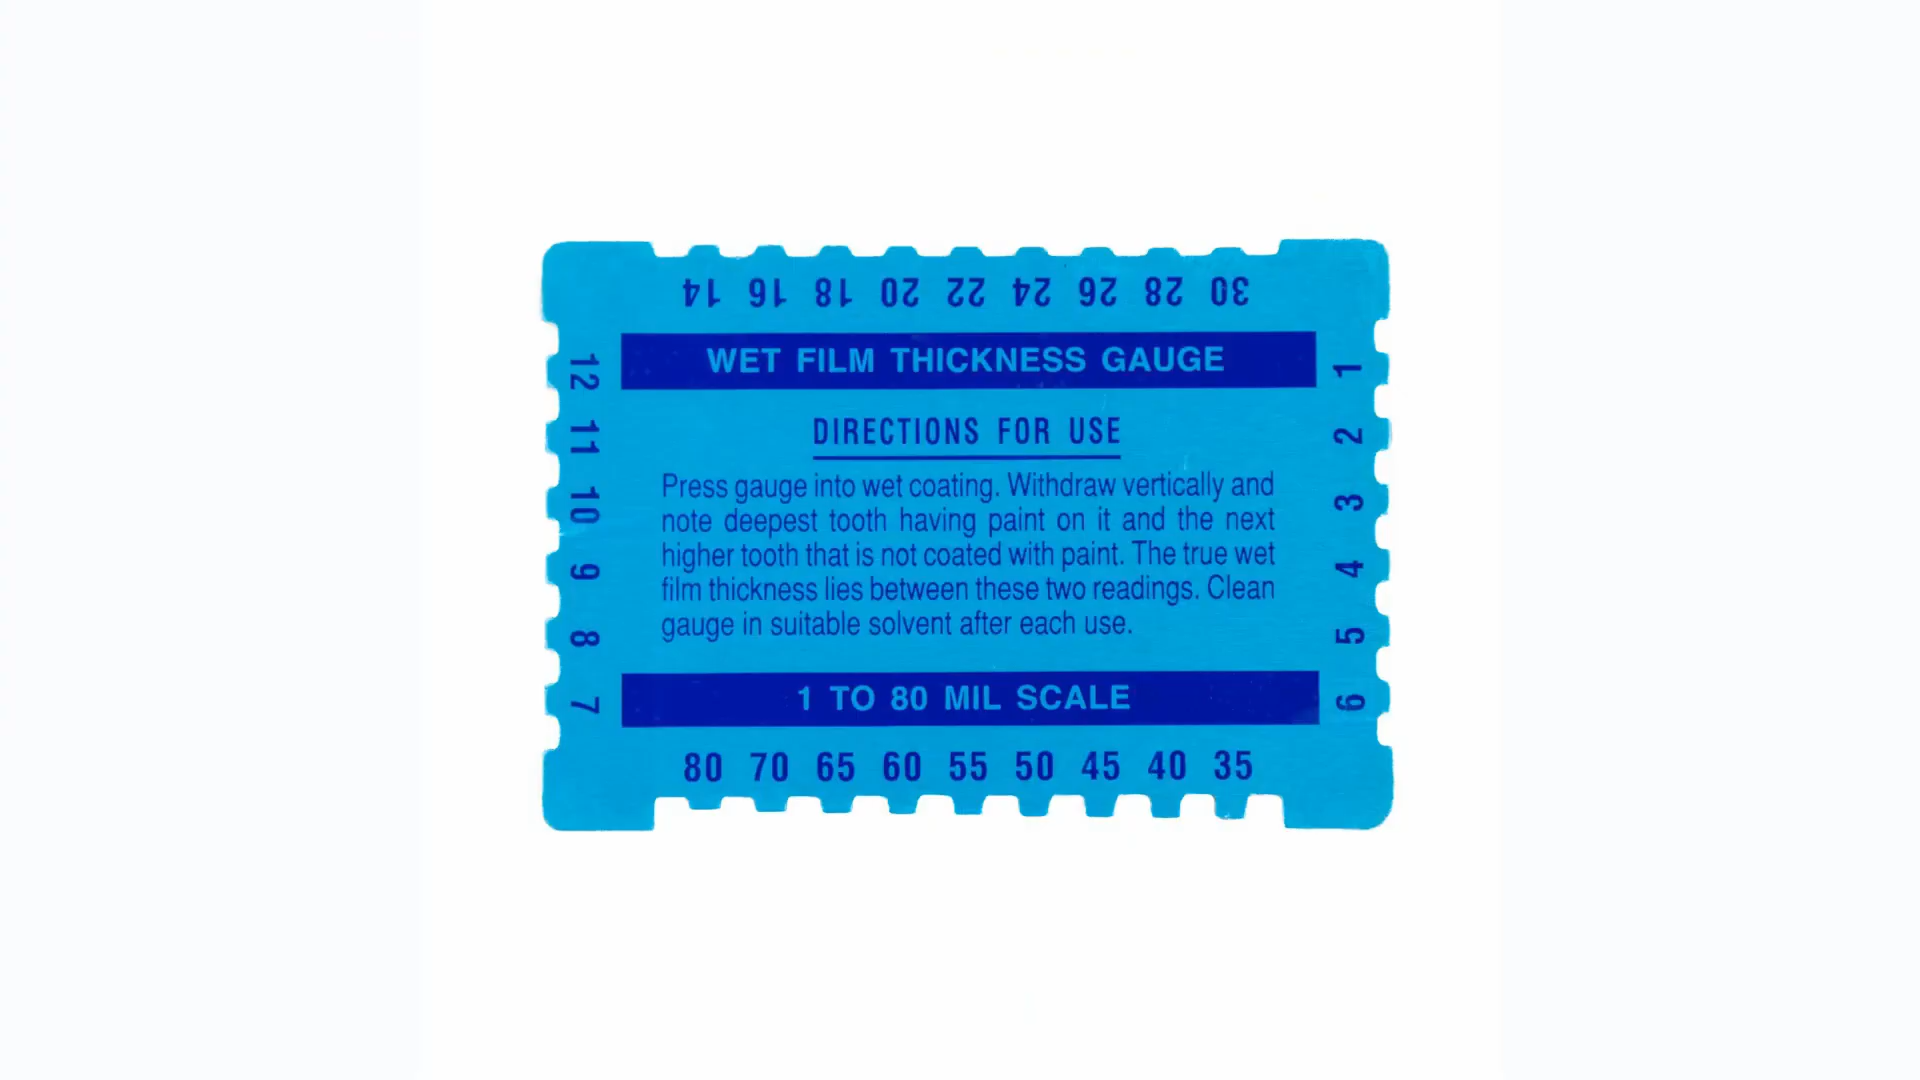 14 16 18 20 22 24 26 28 30
WET FILM THICKNESS GAUGE
DIRECTIONS FOR USE
Press gauge into wet coating. Withdraw vertically and
note deepest tooth having paint on it and the next
higher tooth that is not coated with paint. The true wet
film thickness lies between these two readings. Clean
gauge in suitable solvent after each use.
1 TO 80 MIL SCALE
80 70 65 60 55 50 45 40 35
12 11 10 9 8 7
1 2 3 4 5 6